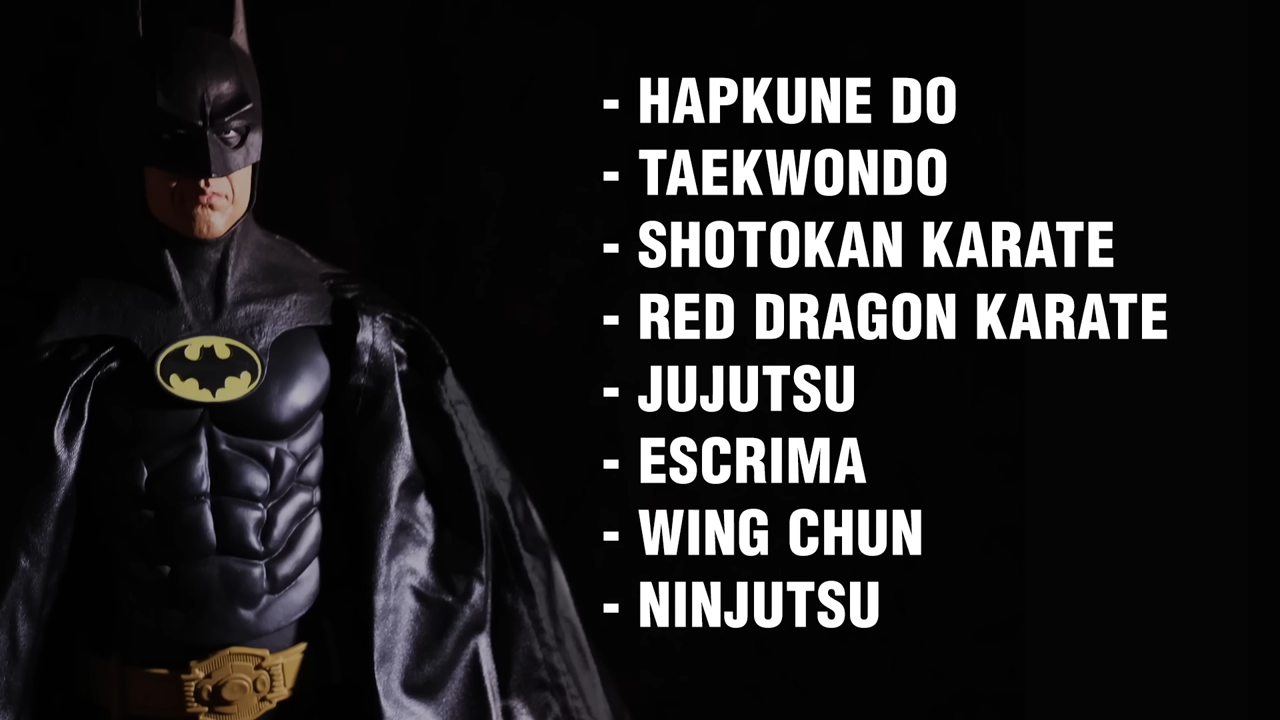 - HAPKUNE DO
- TAEKWONDO
- SHOTOKAN KARATE
- RED DRAGON KARATE
- JUJUTSU
- ESCRIMA
- WING CHUN
- NINJUTSU